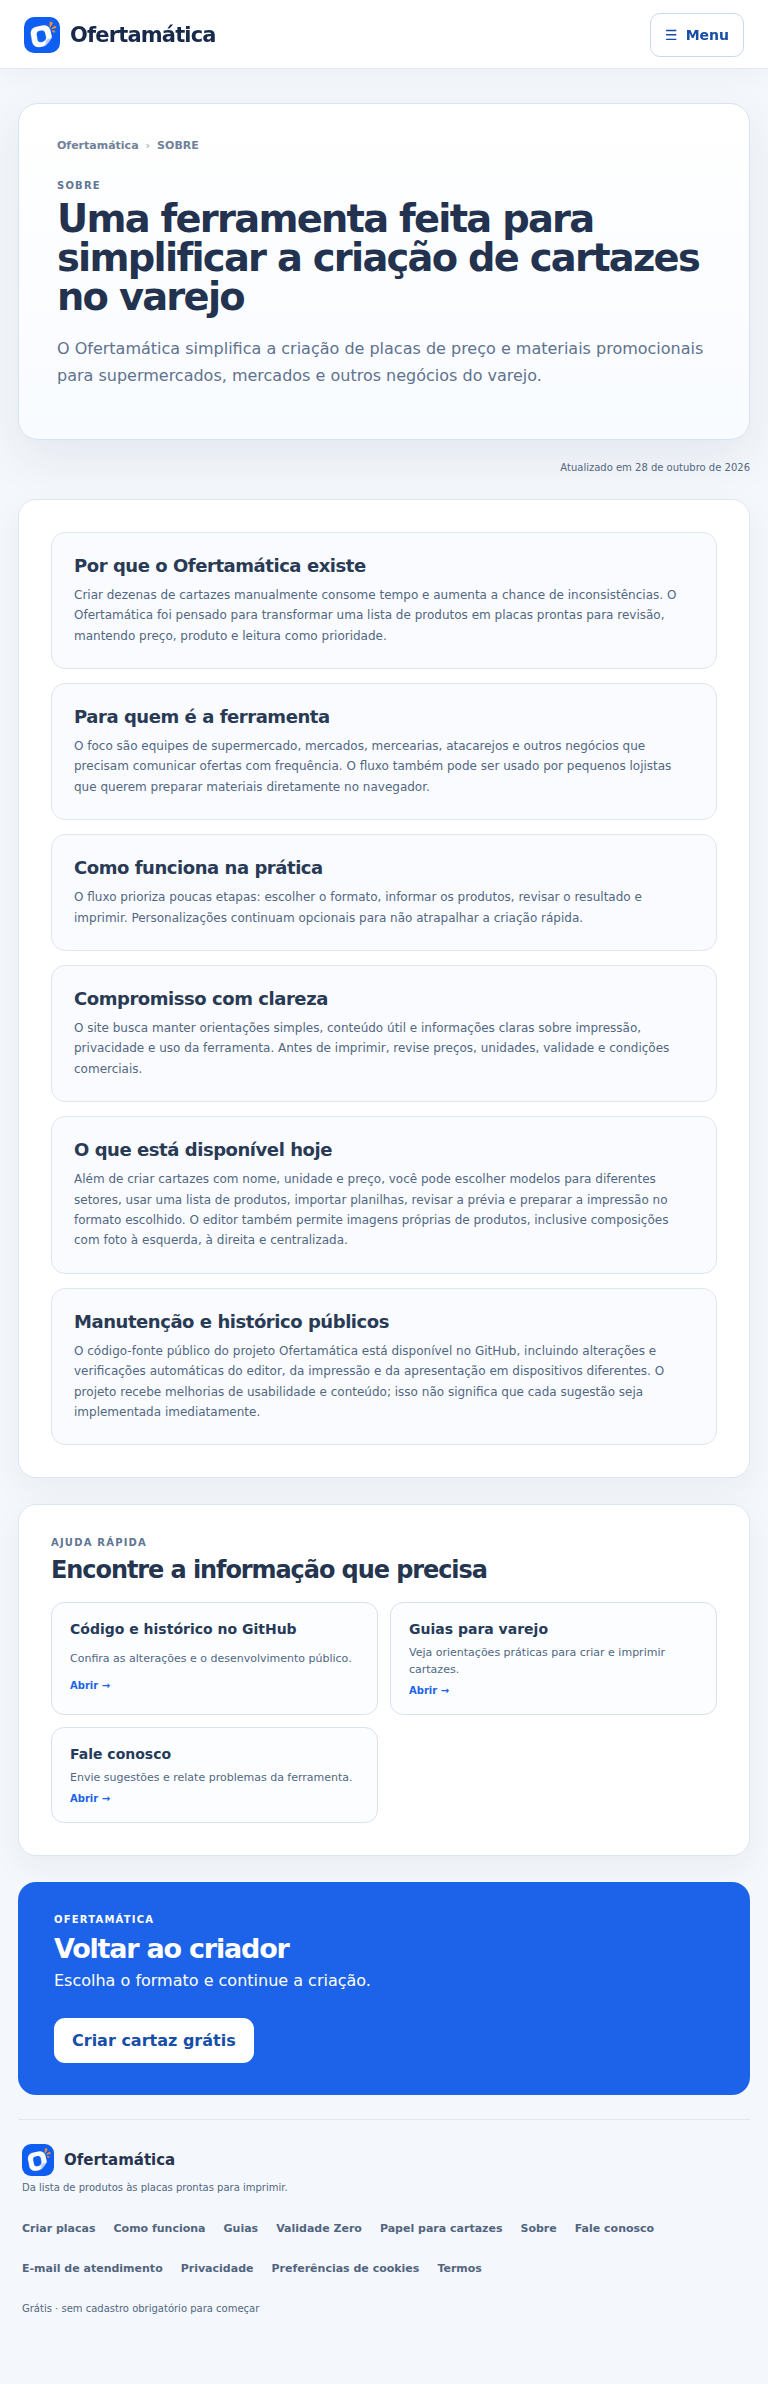 Ofertamática
☰ Menu
Ofertamática › SOBRE
SOBRE
Uma ferramenta feita para
simplificar a criação de cartazes
no varejo
O Ofertamática simplifica a criação de placas de preço e materiais promocionais
para supermercados, mercados e outros negócios do varejo.
Atualizado em 28 de outubro de 2026
Por que o Ofertamática existe
Criar dezenas de cartazes manualmente consome tempo e aumenta a chance de inconsistências. O
Ofertamática foi pensado para transformar uma lista de produtos em placas prontas para revisão,
mantendo preço, produto e leitura como prioridade.
Para quem é a ferramenta
O foco são equipes de supermercado, mercados, mercearias, atacarejos e outros negócios que
precisam comunicar ofertas com frequência. O fluxo também pode ser usado por pequenos lojistas
que querem preparar materiais diretamente no navegador.
Como funciona na prática
O fluxo prioriza poucas etapas: escolher o formato, informar os produtos, revisar o resultado e
imprimir. Personalizações continuam opcionais para não atrapalhar a criação rápida.
Compromisso com clareza
O site busca manter orientações simples, conteúdo útil e informações claras sobre impressão,
privacidade e uso da ferramenta. Antes de imprimir, revise preços, unidades, validade e condições
comerciais.
O que está disponível hoje
Além de criar cartazes com nome, unidade e preço, você pode escolher modelos para diferentes
setores, usar uma lista de produtos, importar planilhas, revisar a prévia e preparar a impressão no
formato escolhido. O editor também permite imagens próprias de produtos, inclusive composições
com foto à esquerda, à direita e centralizada.
Manutenção e histórico públicos
O código-fonte público do projeto Ofertamática está disponível no GitHub, incluindo alterações e
verificações automáticas do editor, da impressão e da apresentação em dispositivos diferentes. O
projeto recebe melhorias de usabilidade e conteúdo; isso não significa que cada sugestão seja
implementada imediatamente.
AJUDA RÁPIDA
Encontre a informação que precisa
Código e histórico no GitHub
Confira as alterações e o desenvolvimento público.
Abrir →
Guias para varejo
Veja orientações práticas para criar e imprimir
cartazes.
Abrir →
Fale conosco
Envie sugestões e relate problemas da ferramenta.
Abrir →
OFERTAMÁTICA
Voltar ao criador
Escolha o formato e continue a criação.
Criar cartaz grátis
Ofertamática
Da lista de produtos às placas prontas para imprimir.
Criar placas Como funciona Guias Validade Zero Papel para cartazes Sobre Fale conosco
E-mail de atendimento Privacidade Preferências de cookies Termos
Grátis · sem cadastro obrigatório para começar